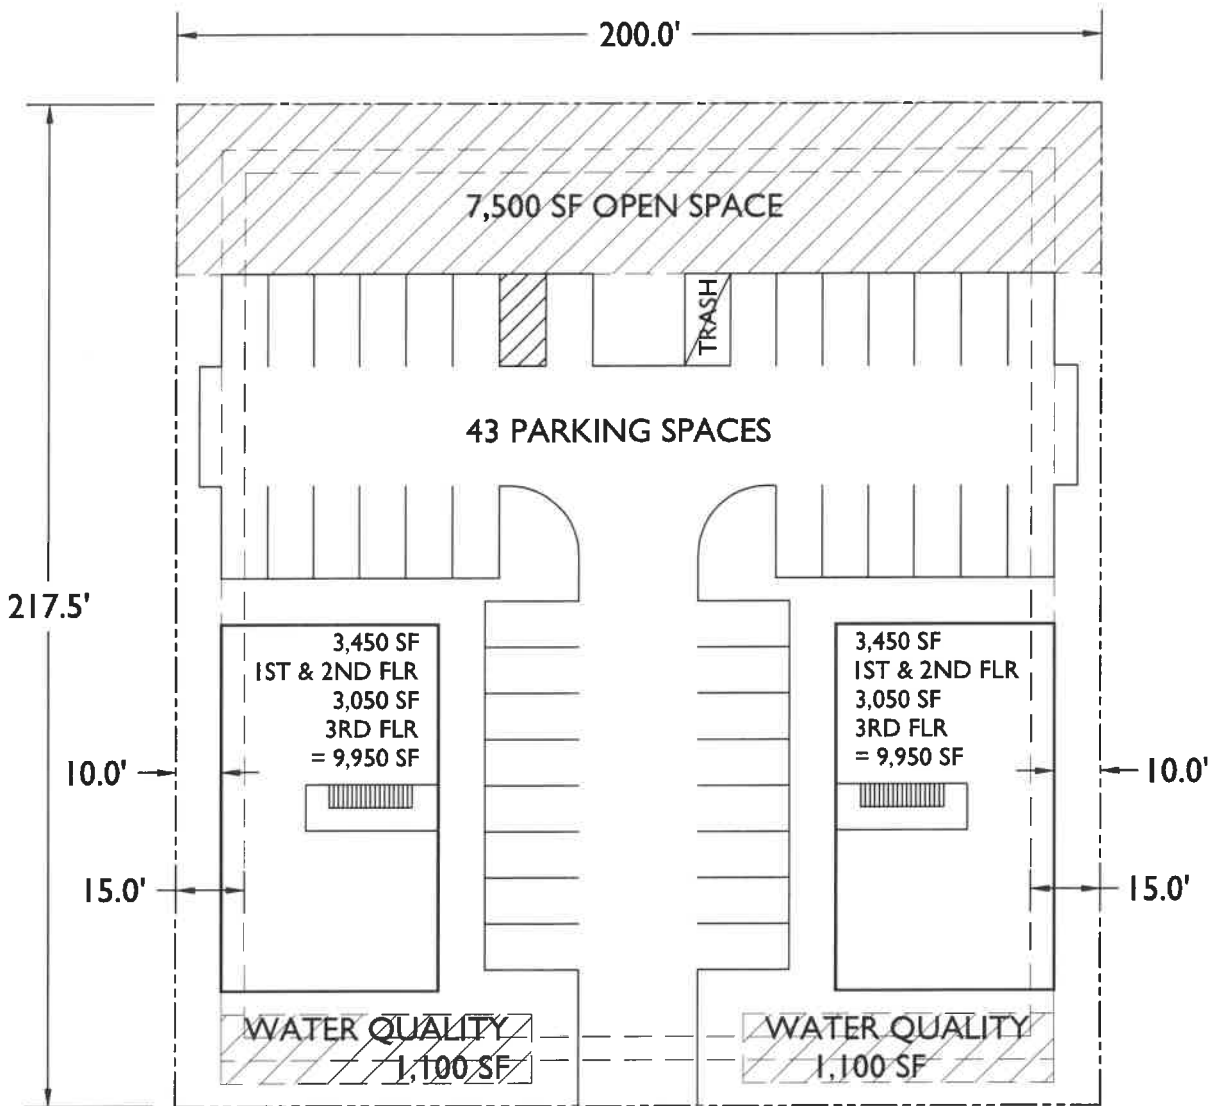 200.0'
7,500 SF OPEN SPACE
TRASH
43 PARKING SPACES
217.5'
3,450 SF
1ST & 2ND FLR
3,050 SF
3RD FLR
= 9,950 SF
3,450 SF
1ST & 2ND FLR
3,050 SF
3RD FLR
= 9,950 SF
10.0'
10.0'
15.0'
15.0'
WATER QUALITY
1,100 SF
WATER QUALITY
1,100 SF